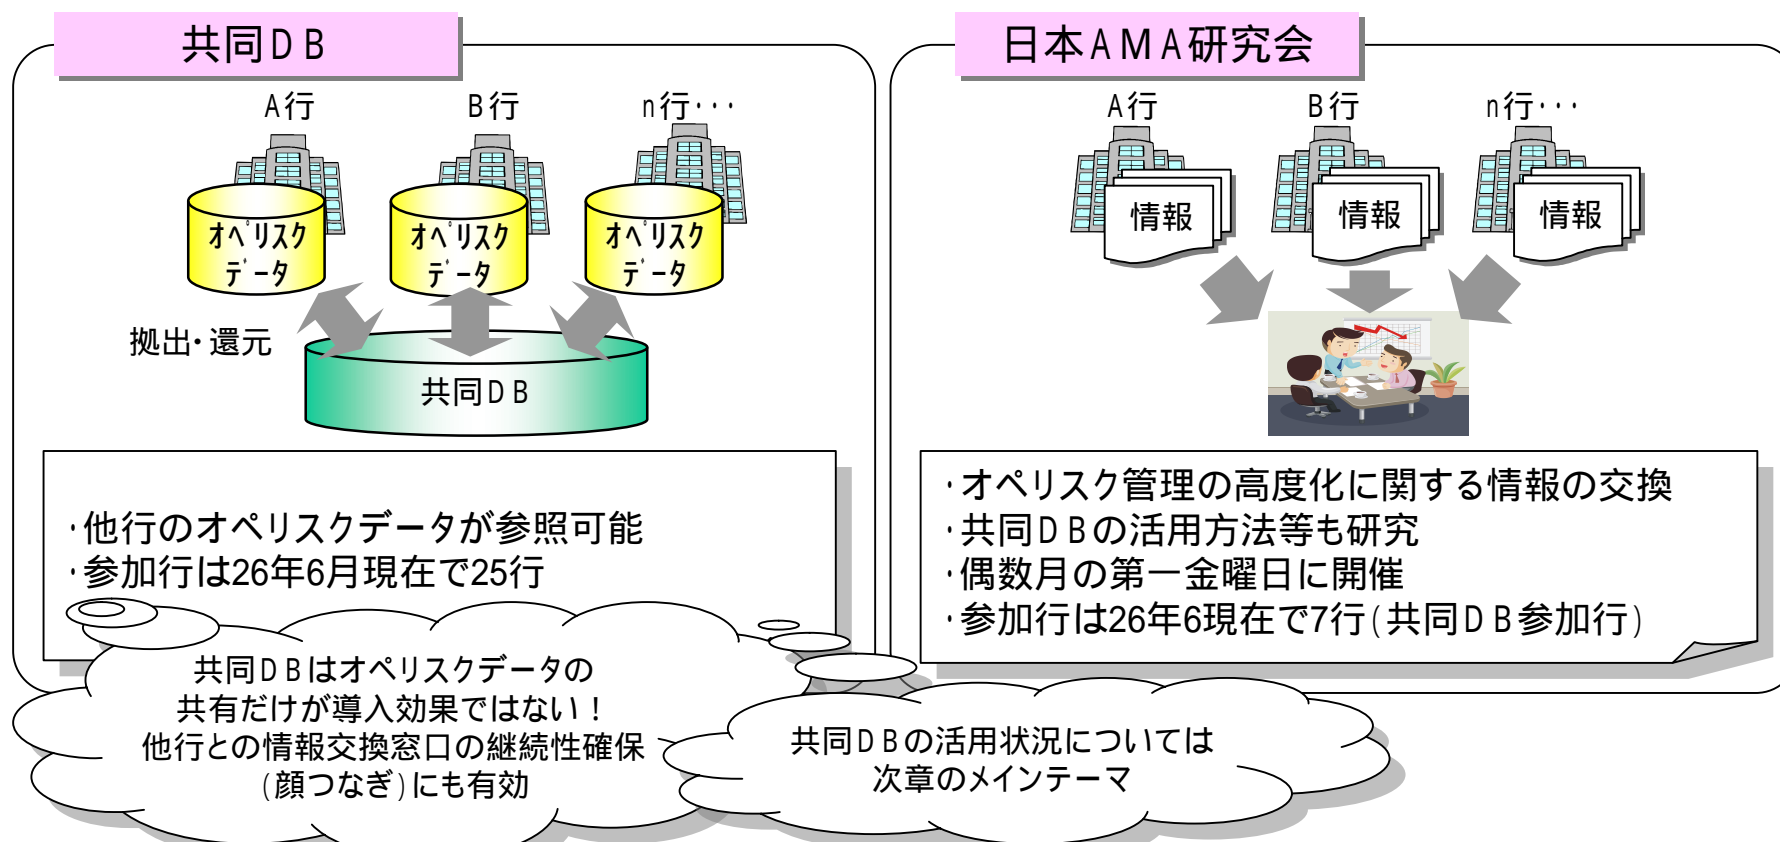 共同DB
A行 B行 n行・・・
オペリスク オペリスク オペリスク
データ データ データ
拠出・還元
共同DB
・他行のオペリスクデータが参照可能
・参加行は26年6月現在で25行
共同DBはオペリスクデータの
共有だけが導入効果ではない!
他行との情報交換窓口の継続性確保
(顔つなぎ)にも有効
日本AMA研究会
A行 B行 n行・・・
情報 情報 情報
・オペリスク管理の高度化に関する情報の交換
・共同DBの活用方法等も研究
・偶数月の第一金曜日に開催
・参加行は26年6現在で7行(共同DB参加行)
共同DBの活用状況については
次章のメインテーマ